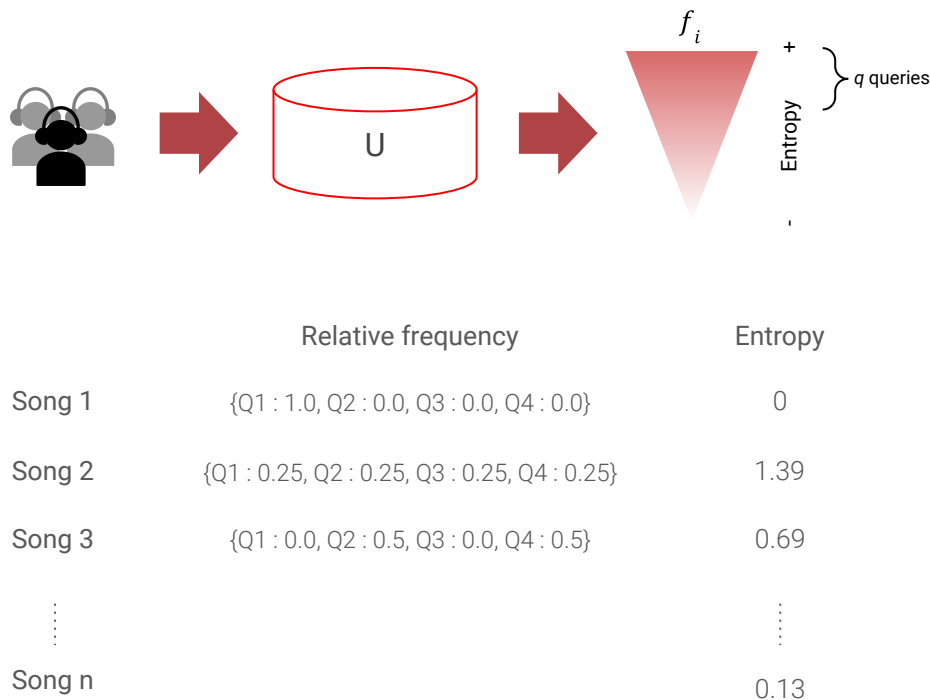 f_i
+
q queries
U
Entropy
-
Relative frequency Entropy
Song 1 {Q1 : 1.0, Q2 : 0.0, Q3 : 0.0, Q4 : 0.0} 0
Song 2 {Q1 : 0.25, Q2 : 0.25, Q3 : 0.25, Q4 : 0.25} 1.39
Song 3 {Q1 : 0.0, Q2 : 0.5, Q3 : 0.0, Q4 : 0.5} 0.69
Song n 0.13